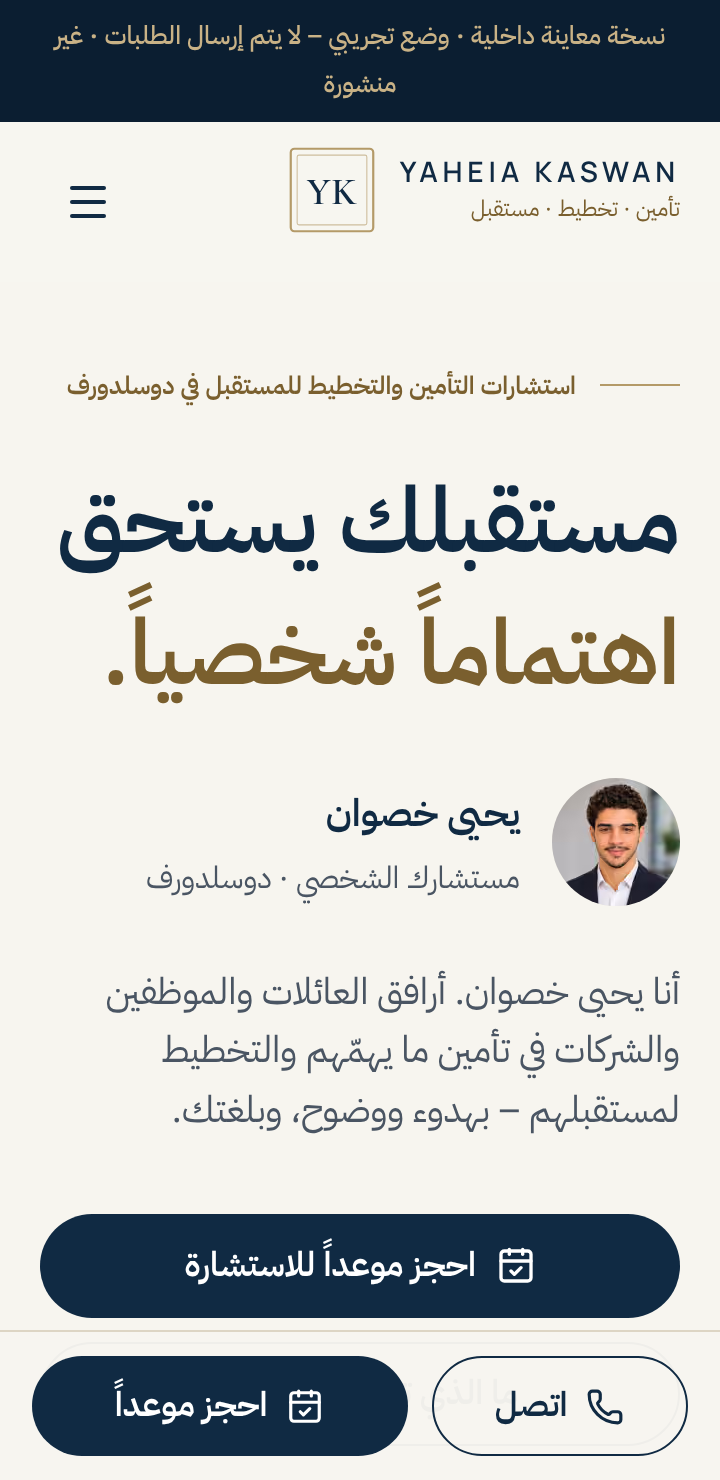 نسخة معاينة داخلية · وضع تجريبي – لا يتم إرسال الطلبات · غير
منشورة
YK
YAHEIA KASWAN
تأمين · تخطيط · مستقبل
استشارات التأمين والتخطيط للمستقبل في دوسلدورف
مستقبلك يستحق
اهتماماً شخصياً.
يحيى خصوان
مستشارك الشخصي · دوسلدورف
أنا يحيى خصوان. أرافق العائلات والموظفين
والشركات في تأمين ما يهمّهم والتخطيط
لمستقبلهم – بهدوء ووضوح، وبلغتك.
احجز موعداً للاستشارة
ما الذي
اتصل
احجز موعداً